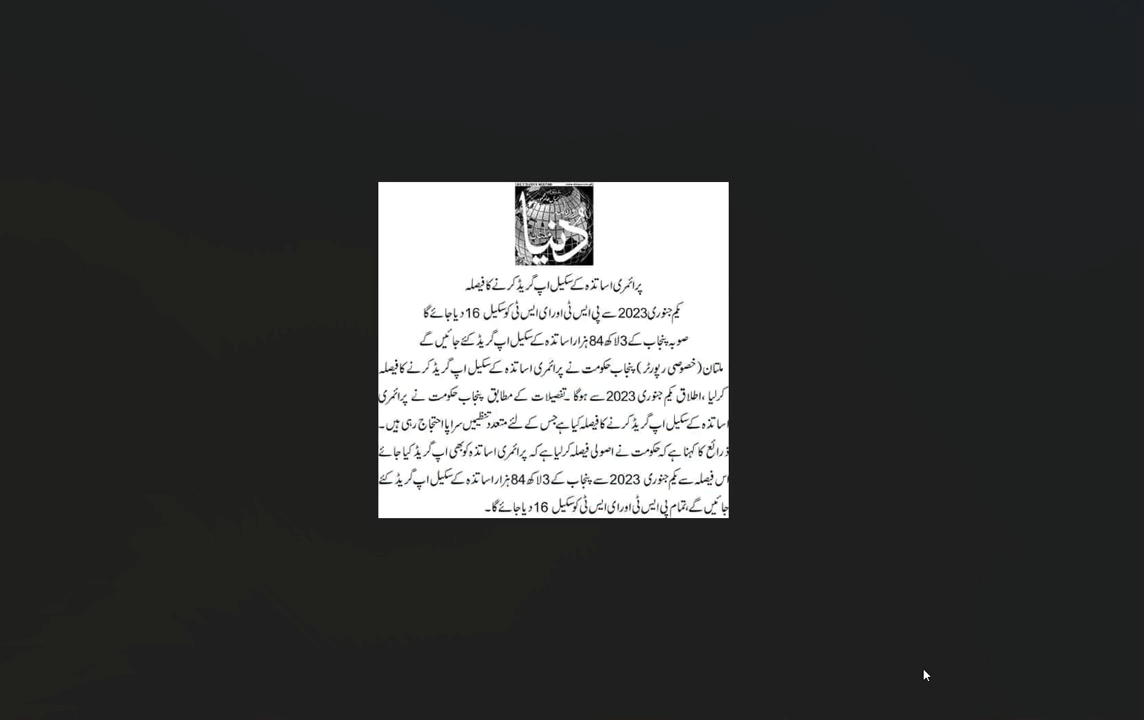 دنیا
پرائمری اساتذہ کے سکیل اپ گریڈ کرنے کا فیصلہ
یکم جنوری 2023 سے پی ایس ٹی اور ای ایس ٹی کو سکیل 16 دیا جائے گا
صوبہ پنجاب کے 3 لاکھ 84 ہزار اساتذہ کے سکیل اپ گریڈ کئے جائیں گے
ملتان (خصوصی رپورٹر) پنجاب حکومت نے پرائمری اساتذہ کے سکیل اپ گریڈ کرنے کا فیصلہ
کرلیا ،اطلاق یکم جنوری 2023 سے ہوگا ۔تفصیلات کے مطابق پنجاب حکومت نے پرائمری
اساتذہ کے سکیل اپ گریڈ کرنے کا فیصلہ کیا ہے جس کے لئے متعدد تنظیمیں سراپا احتجاج رہی ہیں۔
ذرائع کا کہنا ہے کہ حکومت نے اصولی فیصلہ کرلیا ہے کہ پرائمری اساتذہ کو بھی اپ گریڈ کیا جائے
اس فیصلہ سے یکم جنوری 2023 سے پنجاب کے 3 لاکھ 84 ہزار اساتذہ کے سکیل اپ گریڈ کئے
جائیں گے،تمام پی ایس ٹی اور ای ایس ٹی کو سکیل 16 دیا جائے گا۔